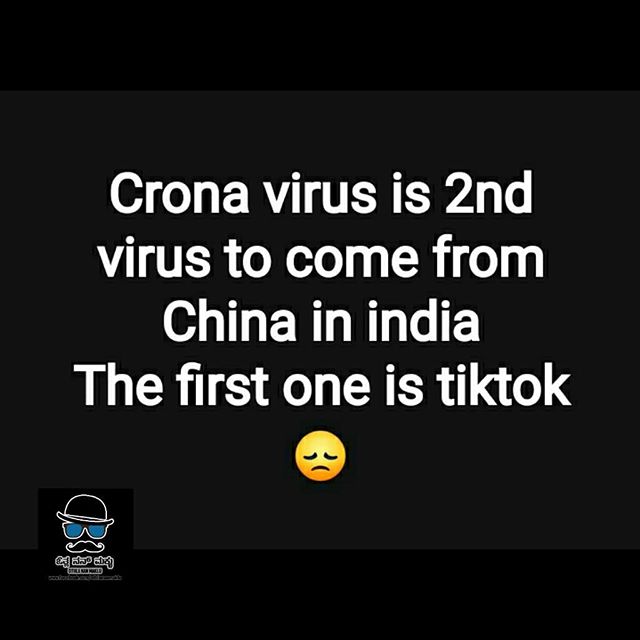 Crona virus is 2nd
virus to come from
China in india
The first one is tiktok
😞